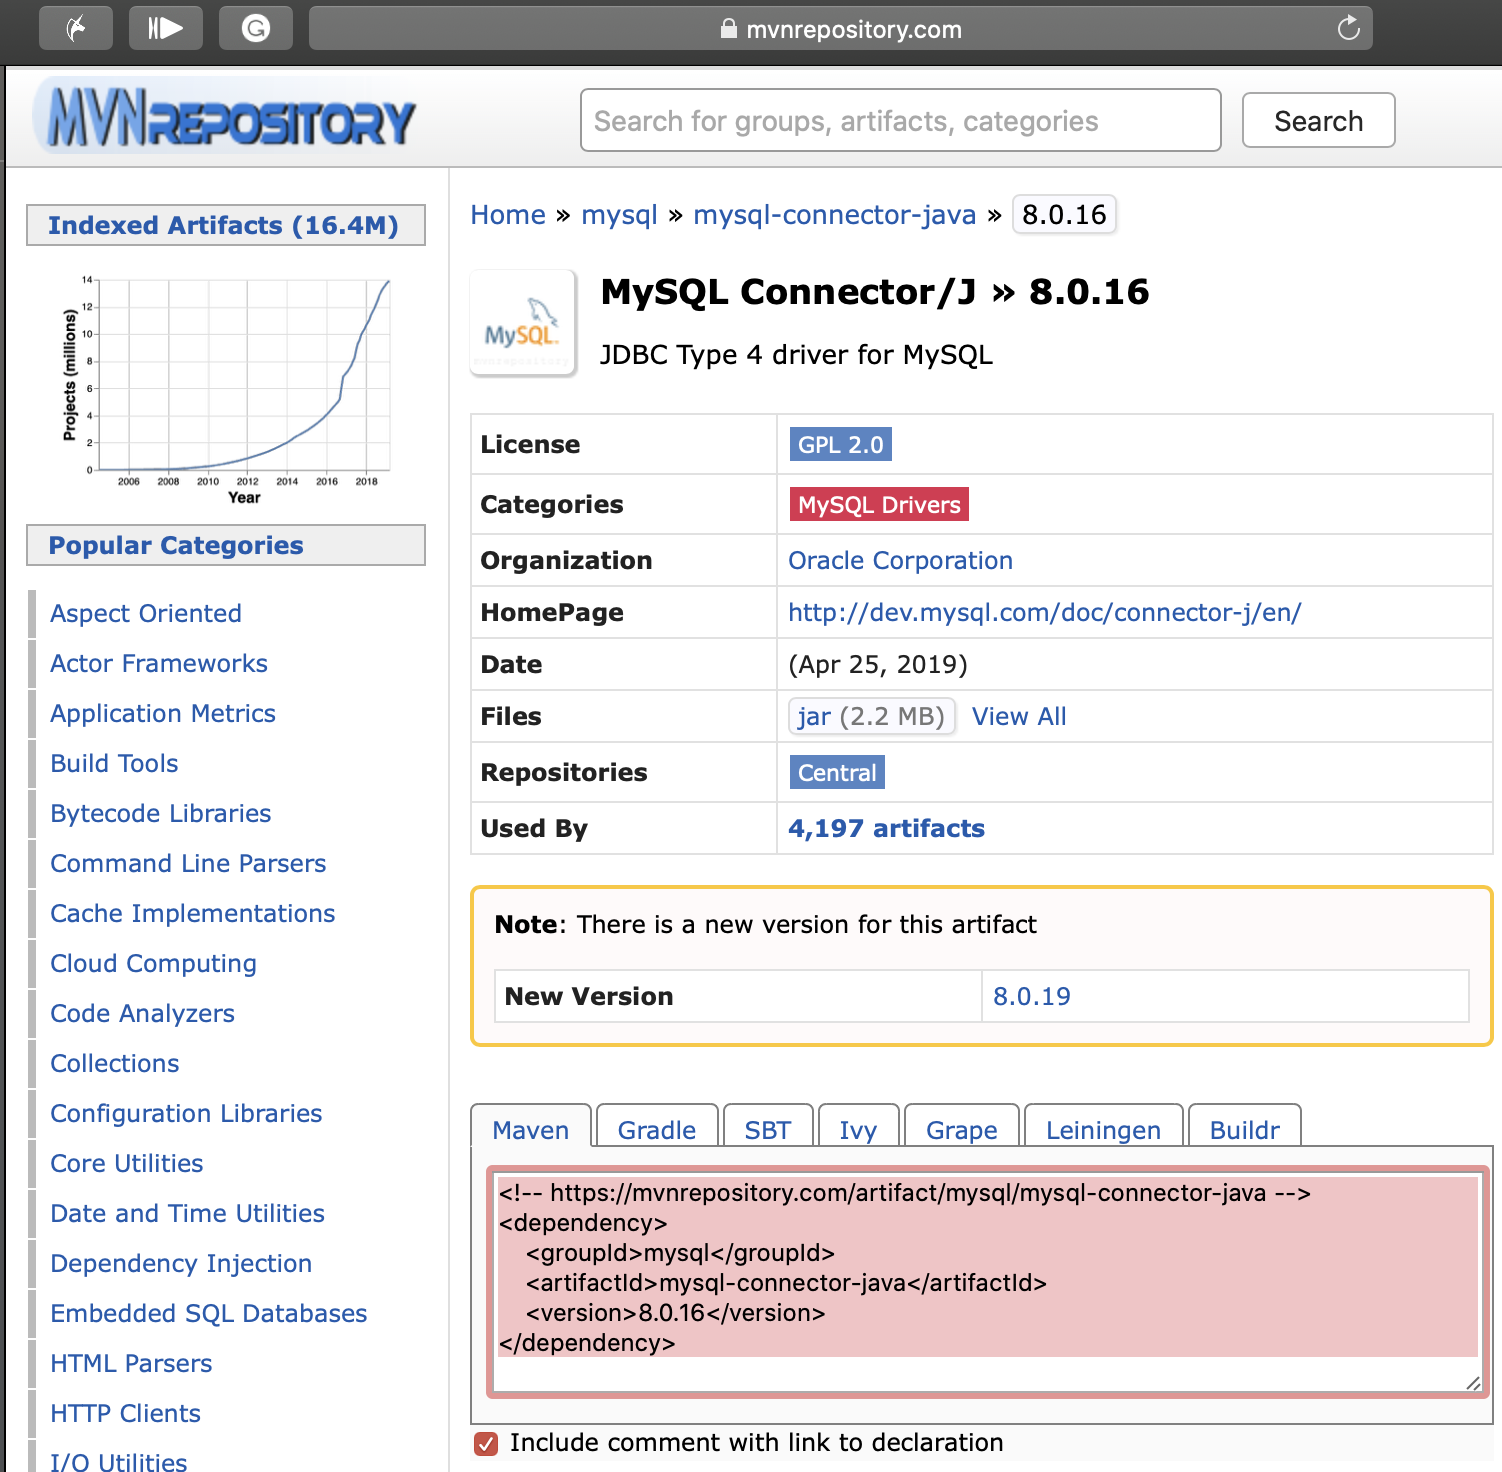 mvnrepository.com
MVNREPOSITORY
Search for groups, artifacts, categories
Search
Indexed Artifacts (16.4M)
Projects (millions)
14
12
10
8
6
4
2
0
2006 2008 2010 2012 2014 2016 2018
Year
Popular Categories
Aspect Oriented
Actor Frameworks
Application Metrics
Build Tools
Bytecode Libraries
Command Line Parsers
Cache Implementations
Cloud Computing
Code Analyzers
Collections
Configuration Libraries
Core Utilities
Date and Time Utilities
Dependency Injection
Embedded SQL Databases
HTML Parsers
HTTP Clients
I/O Utilities
Home » mysql » mysql-connector-java » 8.0.16
MySQL.
mvnrepository
MySQL Connector/J » 8.0.16
JDBC Type 4 driver for MySQL
License GPL 2.0
Categories MySQL Drivers
Organization Oracle Corporation
HomePage http://dev.mysql.com/doc/connector-j/en/
Date (Apr 25, 2019)
Files jar (2.2 MB) View All
Repositories Central
Used By 4,197 artifacts
Note: There is a new version for this artifact
New Version 8.0.19
Maven Gradle SBT Ivy Grape Leiningen Buildr
<!-- https://mvnrepository.com/artifact/mysql/mysql-connector-java -->
<dependency>
    <groupId>mysql</groupId>
    <artifactId>mysql-connector-java</artifactId>
    <version>8.0.16</version>
</dependency>
Include comment with link to declaration